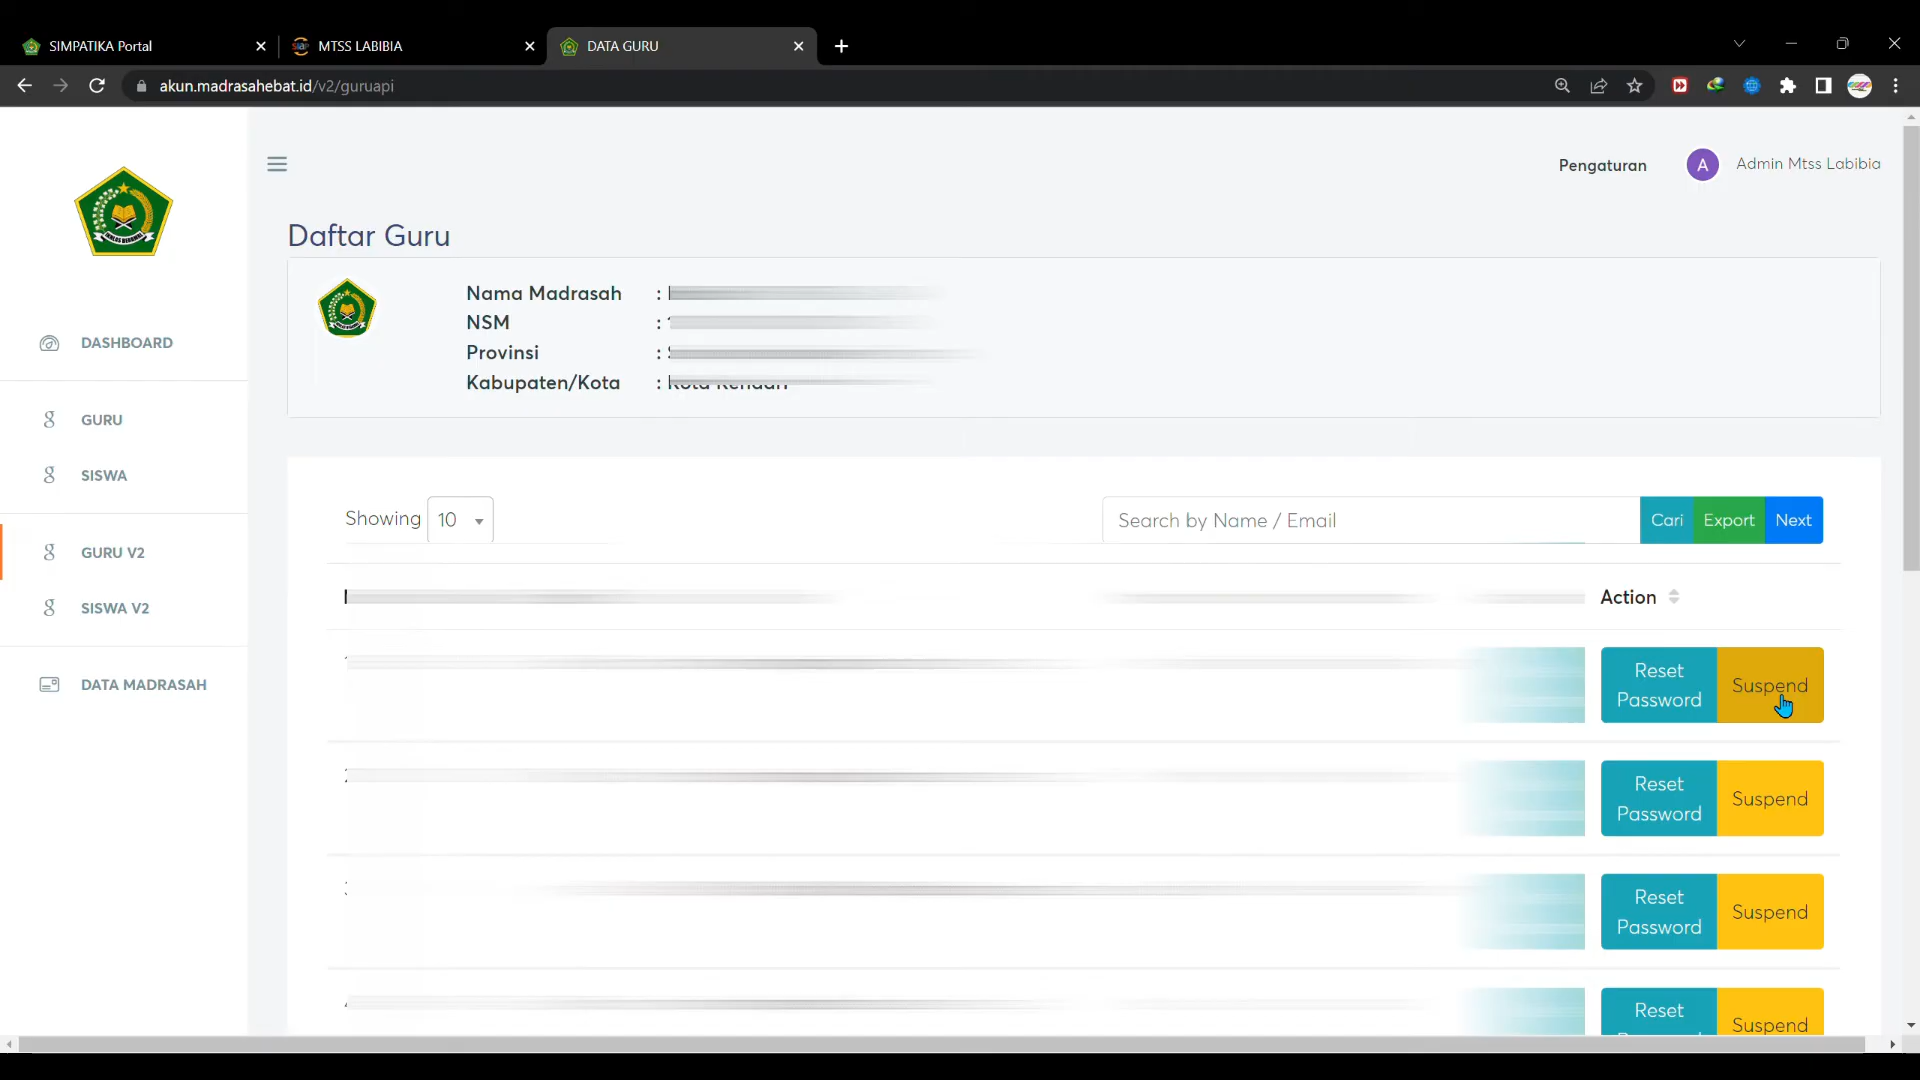 SIMPATIKA Portal
MTSS LABIBIA
DATA GURU
akun.madrasahebat.id/v2/guruapi
Pengaturan
A
Admin Mtss Labibia
DASHBOARD
GURU
SISWA
GURU V2
SISWA V2
DATA MADRASAH
Daftar Guru
Nama Madrasah :
NSM :
Provinsi :
Kabupaten/Kota :
Showing 10
Search by Name / Email
Cari
Export
Next
Action
Reset Password
Suspend
Reset Password
Suspend
Reset Password
Suspend
Reset
Suspend